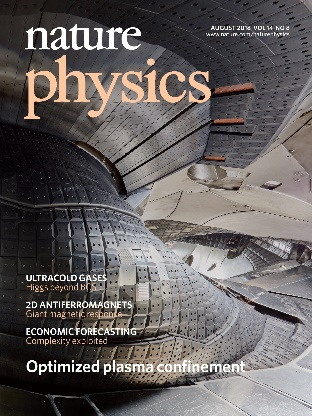 nature
physics
AUGUST 2018 VOL 14 NO 8
www.nature.com/naturephysics
ULTRACOLD GASES
Higgs beyond BCS
2D ANTIFERROMAGNETS
Giant magnetic response
ECONOMIC FORECASTING
Complexity exploited
Optimized plasma confinement